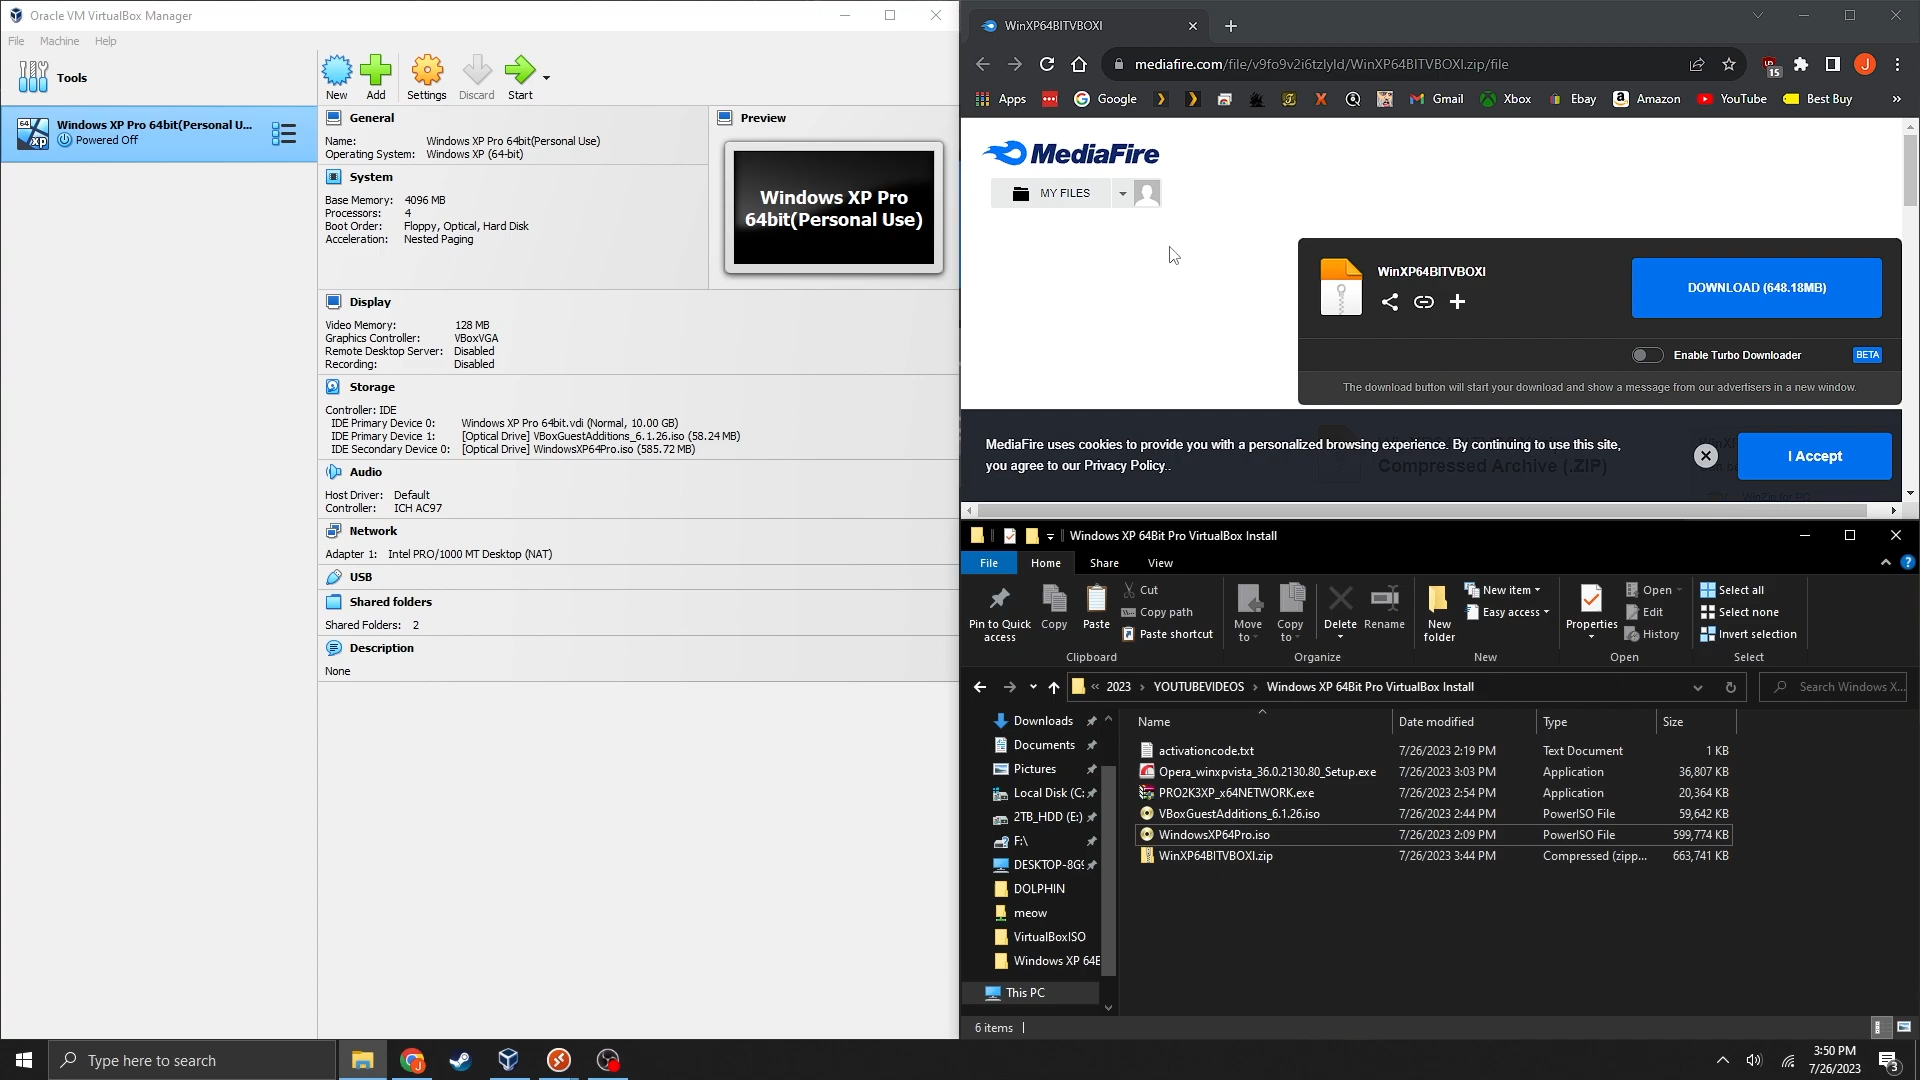 Oracle VM VirtualBox Manager
File Machine Help
Tools
New Add Settings Discard Start
Windows XP Pro 64bit(Personal U...
Powered Off
General
Name: Windows XP Pro 64bit(Personal Use)
Operating System: Windows XP (64-bit)
System
Base Memory: 4096 MB
Processors: 4
Boot Order: Floppy, Optical, Hard Disk
Acceleration: Nested Paging
Preview
Windows XP Pro
64bit(Personal Use)
Display
Video Memory: 128 MB
Graphics Controller: VBoxVGA
Remote Desktop Server: Disabled
Recording: Disabled
Storage
Controller: IDE
IDE Primary Device 0: Windows XP Pro 64bit.vdi (Normal, 10.00 GB)
IDE Primary Device 1: [Optical Drive] VBoxGuestAdditions_6.1.26.iso (58.24 MB)
IDE Secondary Device 0: [Optical Drive] WindowsXP64Pro.iso (585.72 MB)
Audio
Host Driver: Default
Controller: ICH AC97
Network
Adapter 1: Intel PRO/1000 MT Desktop (NAT)
USB
Shared folders
Shared Folders: 2
Description
None
WinXP64BITVBOXI
mediafire.com/file/v9fo9v2i6tzlyld/WinXP64BITVBOXI.zip/file
15
J
Apps Google Gmail Xbox Ebay Amazon YouTube Best Buy »
MediaFire
MY FILES
WinXP64BITVBOXI
DOWNLOAD (648.18MB)
Enable Turbo Downloader BETA
The download button will start your download and show a message from our advertisers in a new window.
MediaFire uses cookies to provide you with a personalized browsing experience. By continuing to use this site,
you agree to our Privacy Policy..
I Accept
Compressed Archive (.ZIP)
Windows XP 64Bit Pro VirtualBox Install
File Home Share View
Pin to Quick access
Copy
Paste
Cut
Copy path
Paste shortcut
Move to
Copy to
Delete
Rename
New folder
New item
Easy access
Properties
Open
Edit
History
Select all
Select none
Invert selection
Clipboard Organize New Open Select
« 2023 › YOUTUBEVIDEOS › Windows XP 64Bit Pro VirtualBox Install
Search Windows X...
Downloads
Documents
Pictures
Local Disk (C:
2TB_HDD (E:)
F:\
DESKTOP-8G9
DOLPHIN
meow
VirtualBoxISO
Windows XP 64E
This PC
Name Date modified Type Size
activationcode.txt 7/26/2023 2:19 PM Text Document 1 KB
Opera_winxpvista_36.0.2130.80_Setup.exe 7/26/2023 3:03 PM Application 36,807 KB
PRO2K3XP_x64NETWORK.exe 7/26/2023 2:54 PM Application 20,364 KB
VBoxGuestAdditions_6.1.26.iso 7/26/2023 2:44 PM PowerISO File 59,642 KB
WindowsXP64Pro.iso 7/26/2023 2:09 PM PowerISO File 599,774 KB
WinXP64BITVBOXI.zip 7/26/2023 3:44 PM Compressed (zipp... 663,741 KB
6 items
Type here to search
3:50 PM
7/26/2023
3